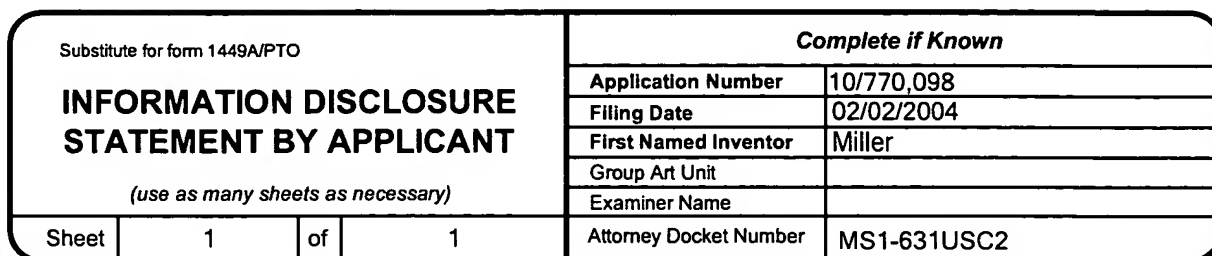 Substitute for form 1449A/PTO
INFORMATION DISCLOSURE
STATEMENT BY APPLICANT
(use as many sheets as necessary)
Sheet 1 of 1
Complete if Known
Application Number 10/770,098
Filing Date 02/02/2004
First Named Inventor Miller
Group Art Unit
Examiner Name
Attorney Docket Number MS1-631USC2